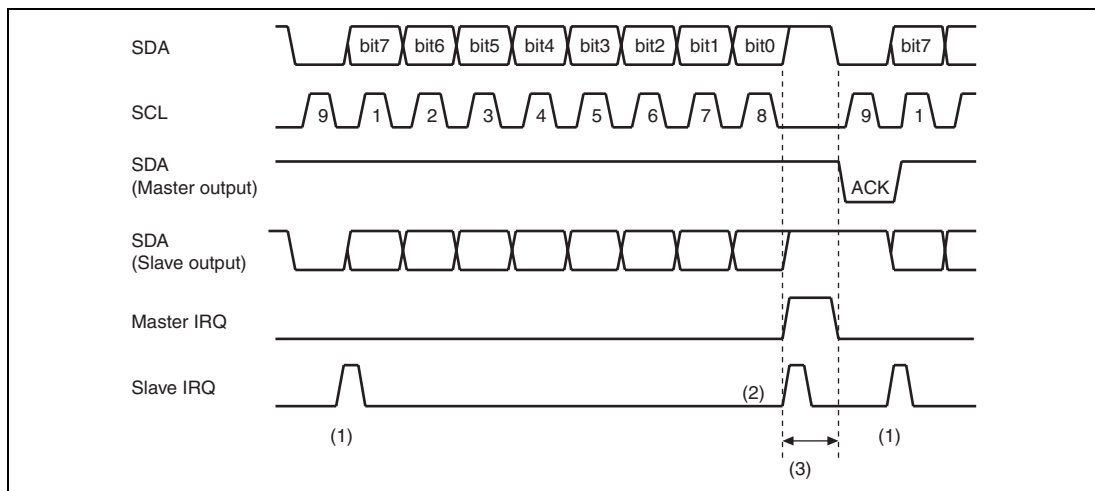 SDA
bit7 bit6 bit5 bit4 bit3 bit2 bit1 bit0 bit7
SCL
9 1 2 3 4 5 6 7 8 9 1
SDA
(Master output)
ACK
SDA
(Slave output)
Master IRQ
Slave IRQ
(2)
(1) (1)
(3)